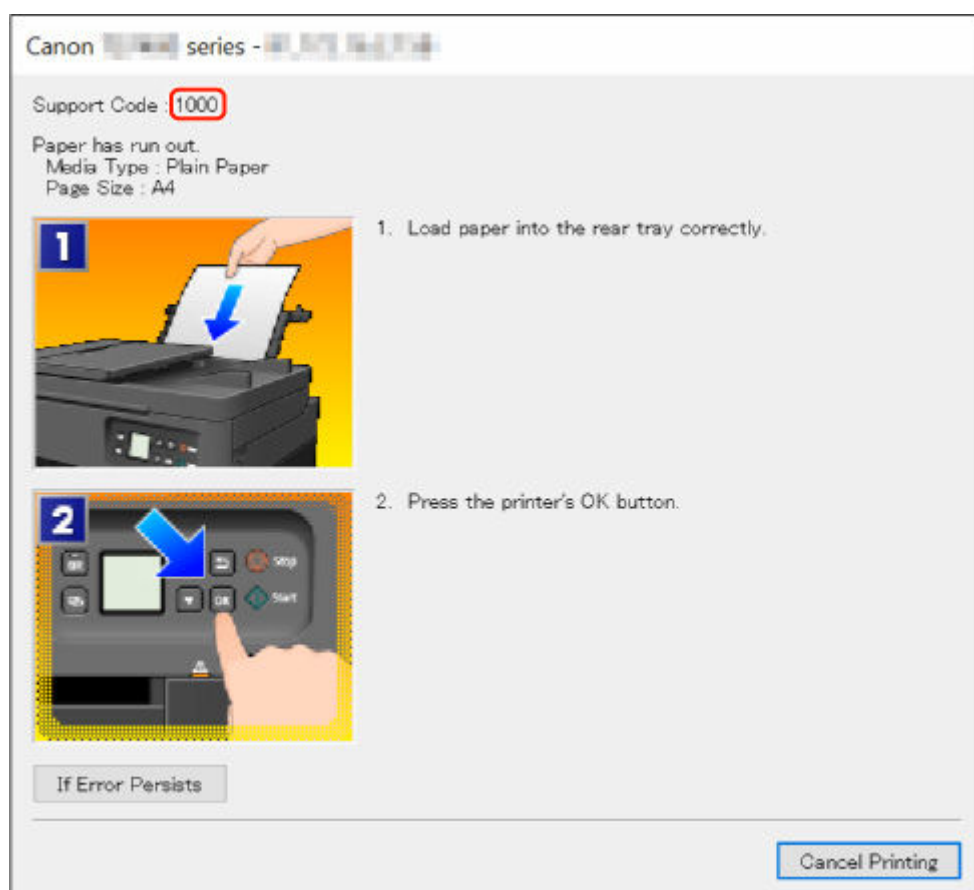 Canon series -
Support Code : 1000
Paper has run out.
Media Type : Plain Paper
Page Size : A4
1
1. Load paper into the rear tray correctly.
2
2. Press the printer's OK button.
Stop
OK
Start
If Error Persists
Cancel Printing